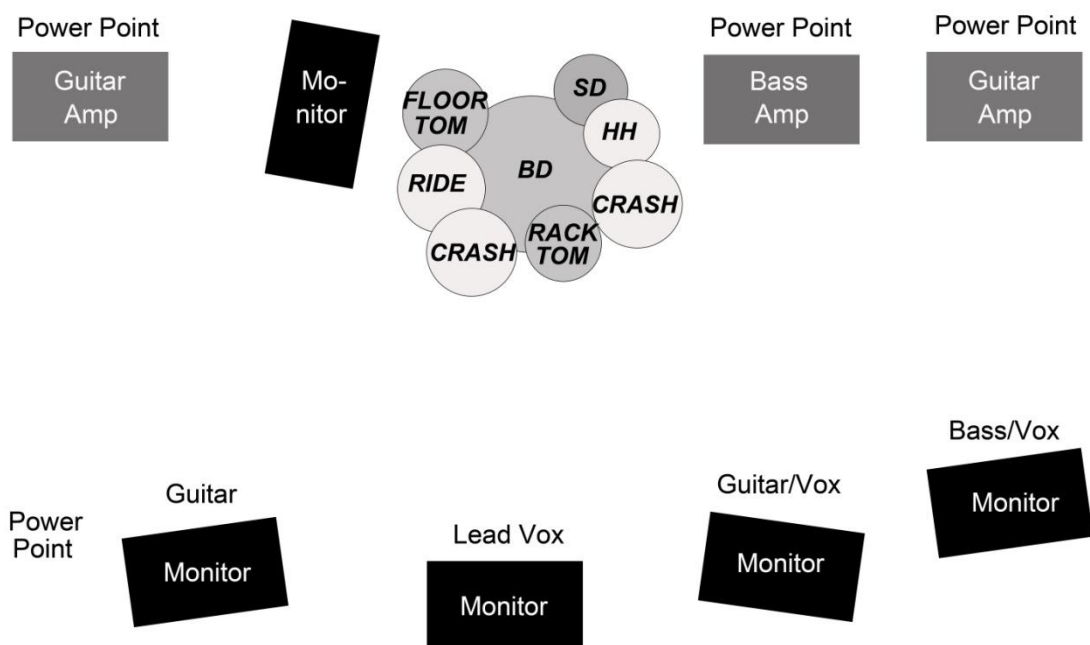 Power Point
Guitar
Amp
Mo-
nitor
FLOOR
TOM
SD
HH
BD
RIDE
CRASH
CRASH
RACK
TOM
Power Point
Bass
Amp
Power Point
Guitar
Amp
Power
Point
Guitar
Monitor
Lead Vox
Monitor
Guitar/Vox
Monitor
Bass/Vox
Monitor